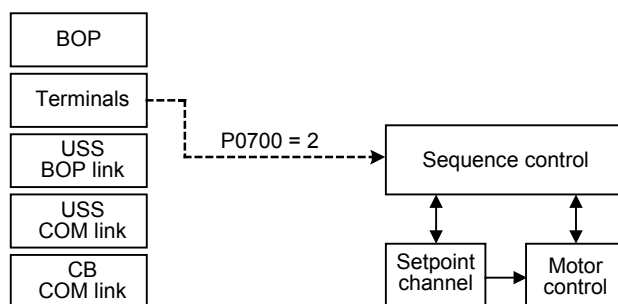 BOP
Terminals
USS
BOP link
USS
COM link
CB
COM link
P0700 = 2
Sequence control
Setpoint
channel
Motor
control